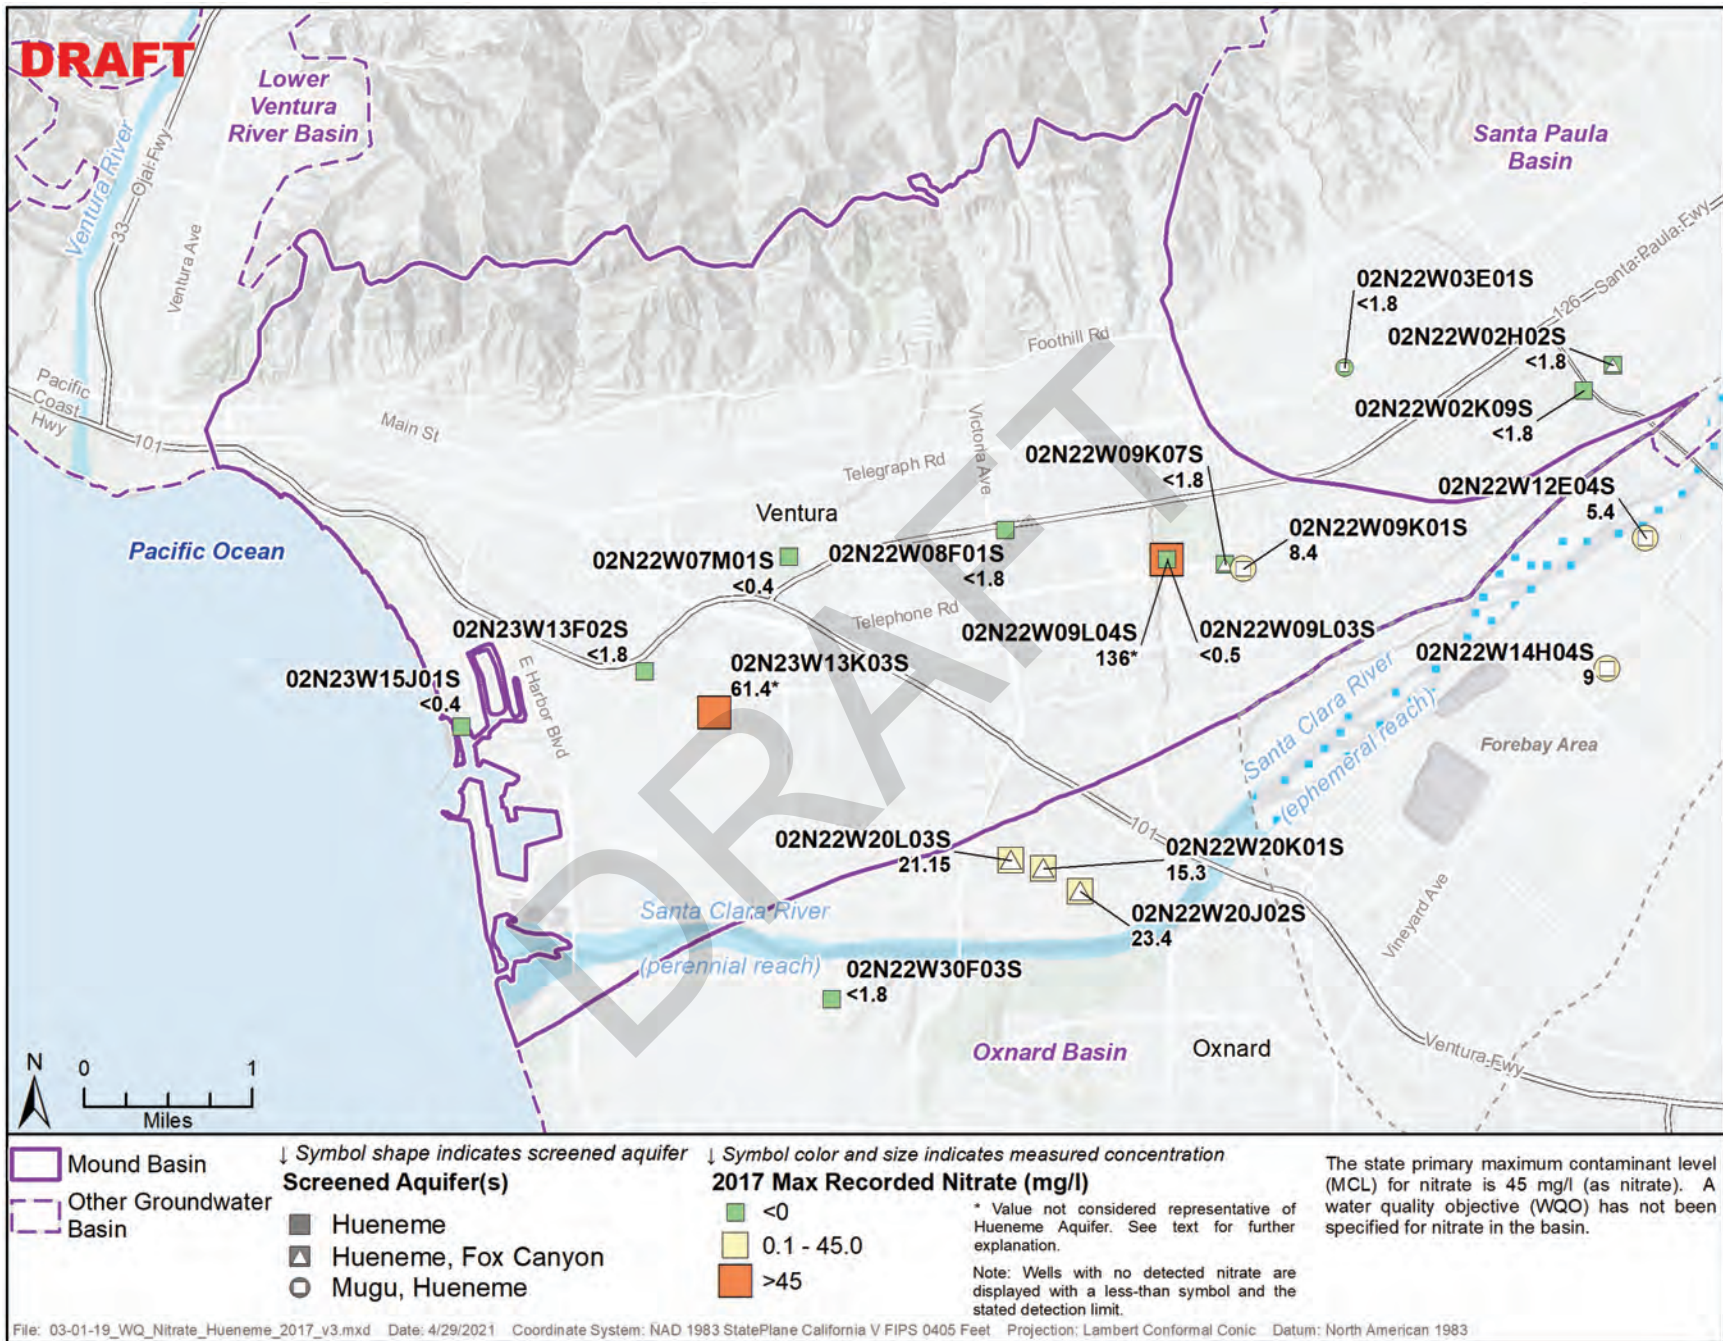 DRAFT
Lower
Ventura
River Basin
Santa Paula
Basin
Ventura River
33
Ojai Fwy
Ventura Ave
126
Santa Paula Fwy
02N22W03E01S
<1.8
02N22W02H02S
<1.8
Foothill Rd
Pacific
Coast
Hwy
101
Main St
Victoria Ave
02N22W02K09S
<1.8
02N22W09K07S
<1.8
Telegraph Rd
02N22W12E04S
5.4
Ventura
02N22W09K01S
8.4
Pacific Ocean
02N22W07M01S
<0.4
02N22W08F01S
<1.8
Telephone Rd
02N23W13F02S
<1.8
02N22W09L04S
136*
02N22W09L03S
<0.5
02N23W15J01S
<0.4
E Harbor Blvd
02N23W13K03S
61.4*
02N22W14H04S
9
Santa Clara River
(ephemeral reach)
Forebay Area
DRAFT
02N22W20L03S
21.15
101
02N22W20K01S
15.3
Vineyard Ave
02N22W20J02S
23.4
Santa Clara River
(perennial reach)
02N22W30F03S
<1.8
Oxnard Basin
Oxnard
Ventura Fwy
N
0 1
Miles
Mound Basin
Other Groundwater
Basin
↓ Symbol shape indicates screened aquifer
Screened Aquifer(s)
Hueneme
Hueneme, Fox Canyon
Mugu, Hueneme
↓ Symbol color and size indicates measured concentration
2017 Max Recorded Nitrate (mg/l)
<0
0.1 - 45.0
>45
* Value not considered representative of
Hueneme Aquifer. See text for further
explanation.
Note: Wells with no detected nitrate are
displayed with a less-than symbol and the
stated detection limit.
The state primary maximum contaminant level
(MCL) for nitrate is 45 mg/l (as nitrate). A
water quality objective (WQO) has not been
specified for nitrate in the basin.
File: 03-01-19_WQ_Nitrate_Hueneme_2017_v3.mxd Date: 4/29/2021 Coordinate System: NAD 1983 StatePlane California V FIPS 0405 Feet Projection: Lambert Conformal Conic Datum: North American 1983